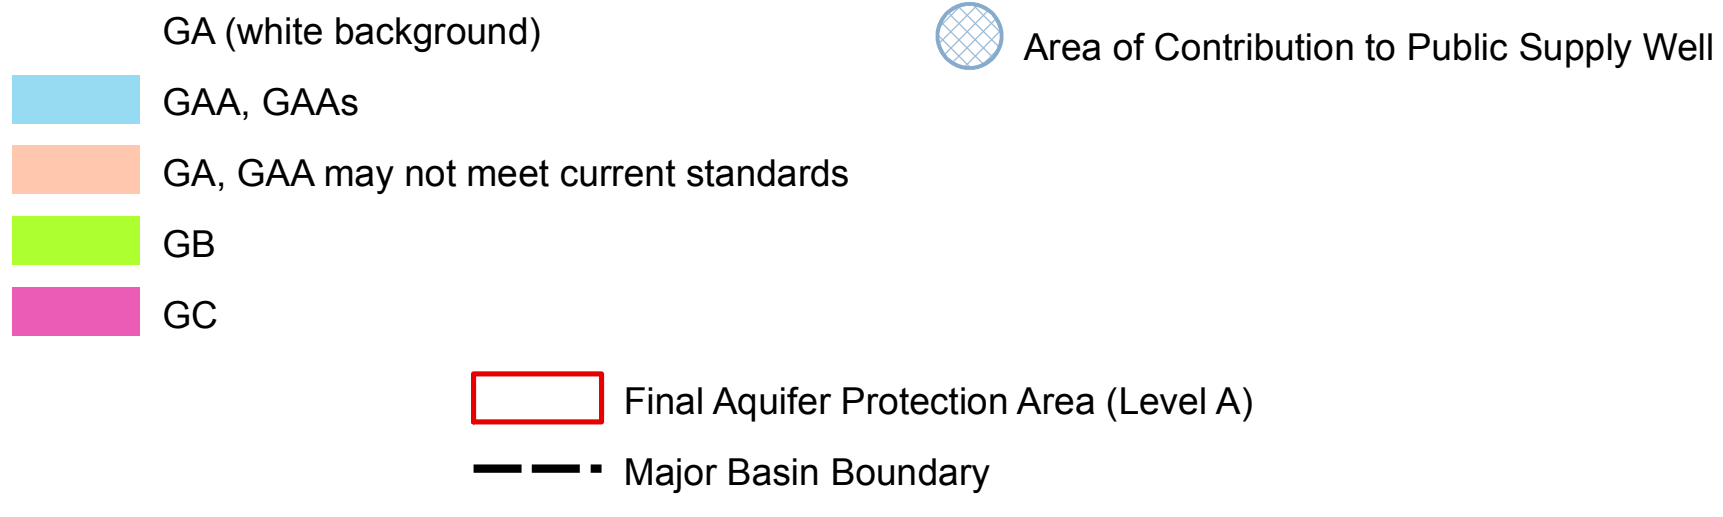 GA (white background)
Area of Contribution to Public Supply Well
GAA, GAAs
GA, GAA may not meet current standards
GB
GC
Final Aquifer Protection Area (Level A)
Major Basin Boundary